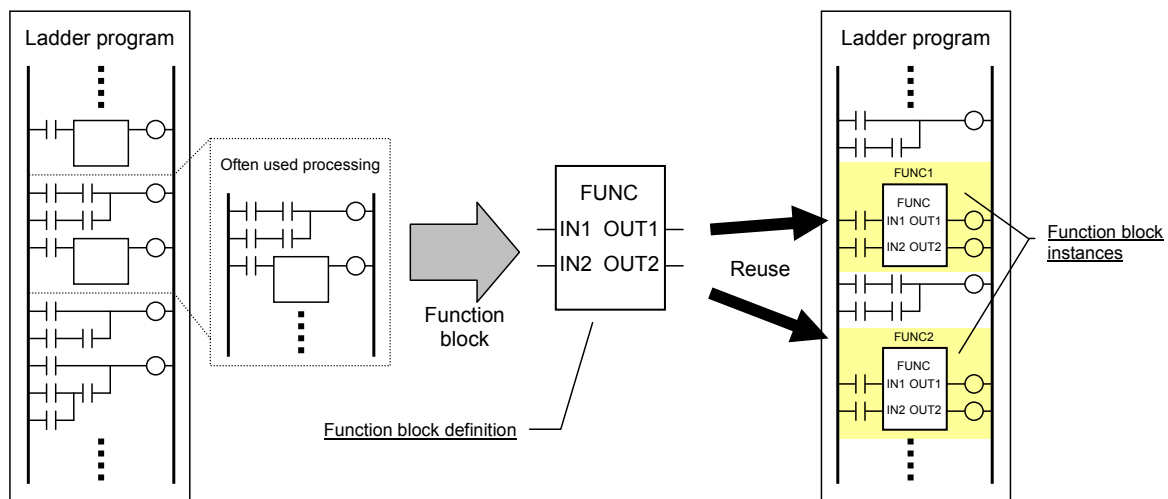 Ladder program
Often used processing
Function
block
FUNC
IN1 OUT1
IN2 OUT2
Function block definition
Reuse
Ladder program
FUNC1
FUNC
IN1 OUT1
IN2 OUT2
FUNC2
FUNC
IN1 OUT1
IN2 OUT2
Function block
instances